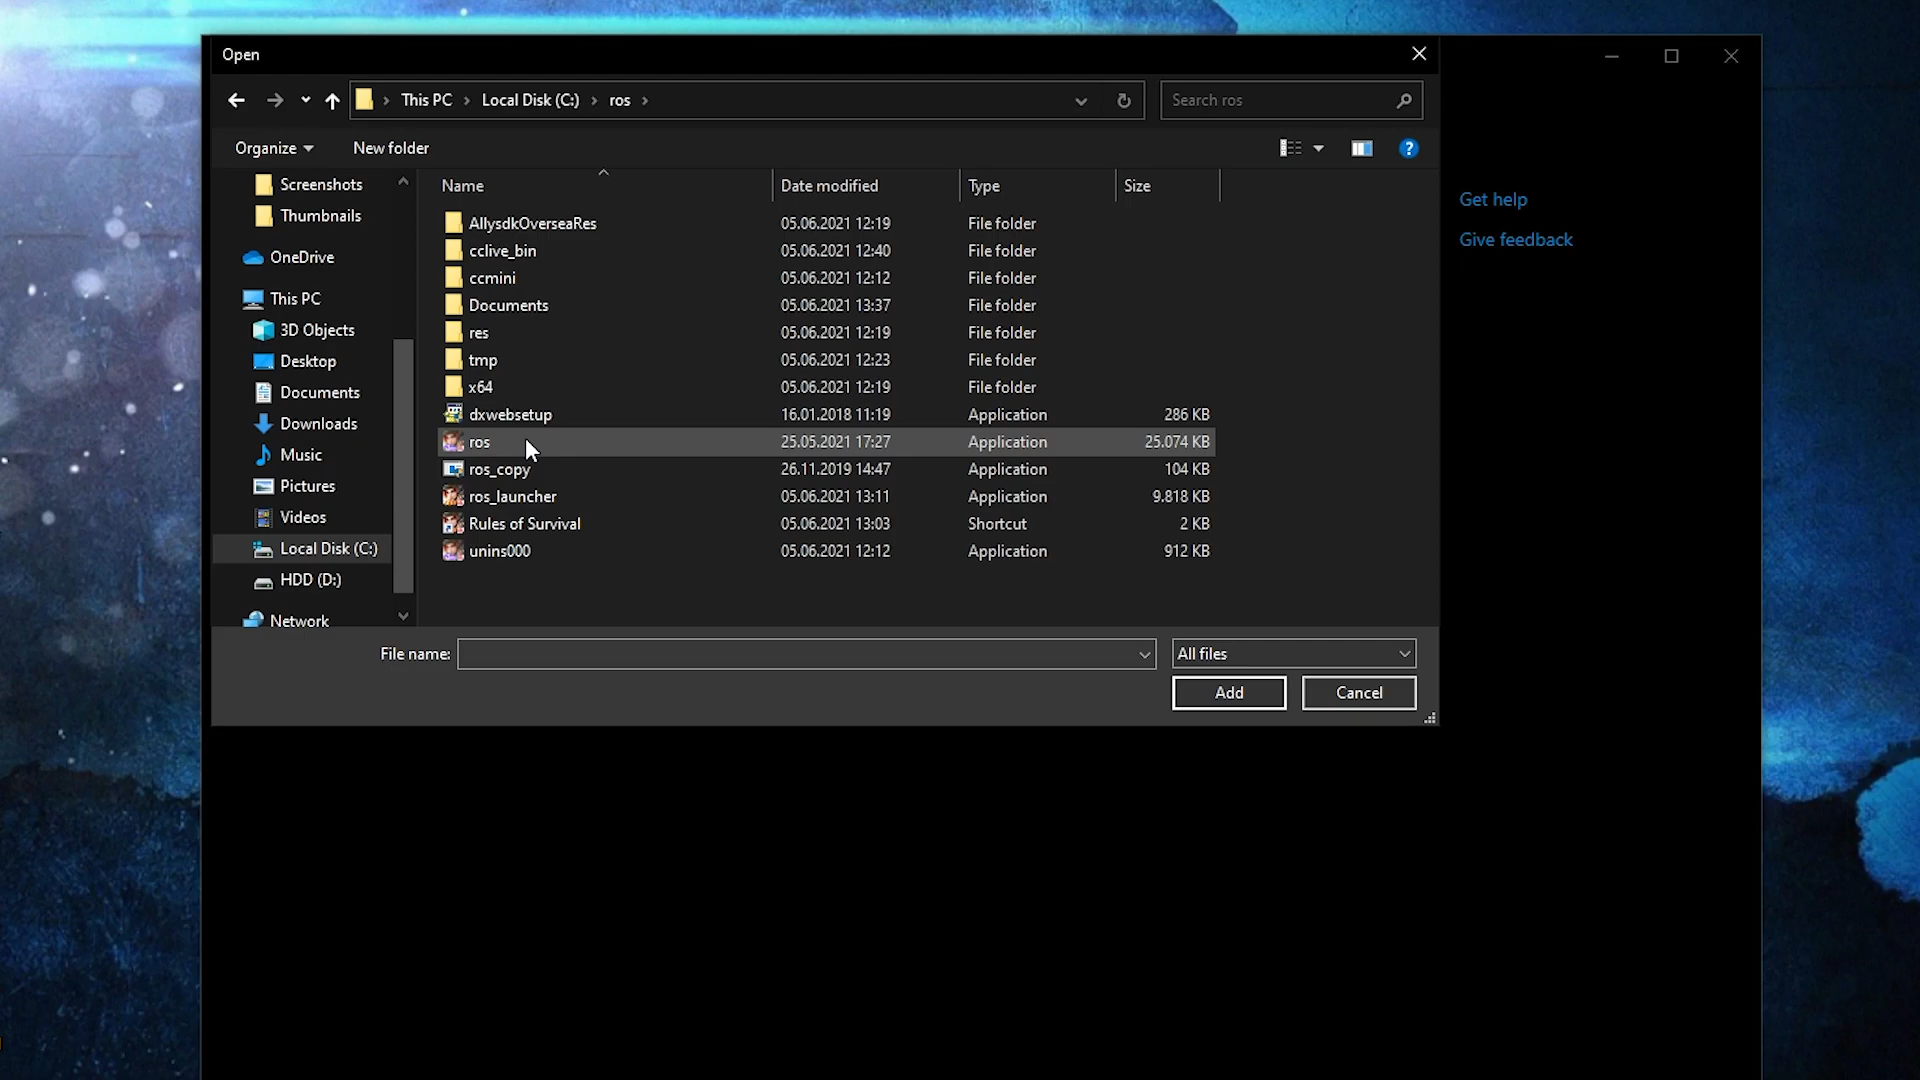 Open
This PC Local Disk (C:) ros
Search ros
Organize New folder
Get help
Give feedback
Screenshots
Thumbnails
OneDrive
This PC
3D Objects
Desktop
Documents
Downloads
Music
Pictures
Videos
Local Disk (C:)
HDD (D:)
Network
Name Date modified Type Size
AllysdkOverseaRes 05.06.2021 12:19 File folder
cclive_bin 05.06.2021 12:40 File folder
ccmini 05.06.2021 12:12 File folder
Documents 05.06.2021 13:37 File folder
res 05.06.2021 12:19 File folder
tmp 05.06.2021 12:23 File folder
x64 05.06.2021 12:19 File folder
dxwebsetup 16.01.2018 11:19 Application 286 KB
ros 25.05.2021 17:27 Application 25.074 KB
ros_copy 26.11.2019 14:47 Application 104 KB
ros_launcher 05.06.2021 13:11 Application 9.818 KB
Rules of Survival 05.06.2021 13:03 Shortcut 2 KB
unins000 05.06.2021 12:12 Application 912 KB
File name: All files
Add Cancel